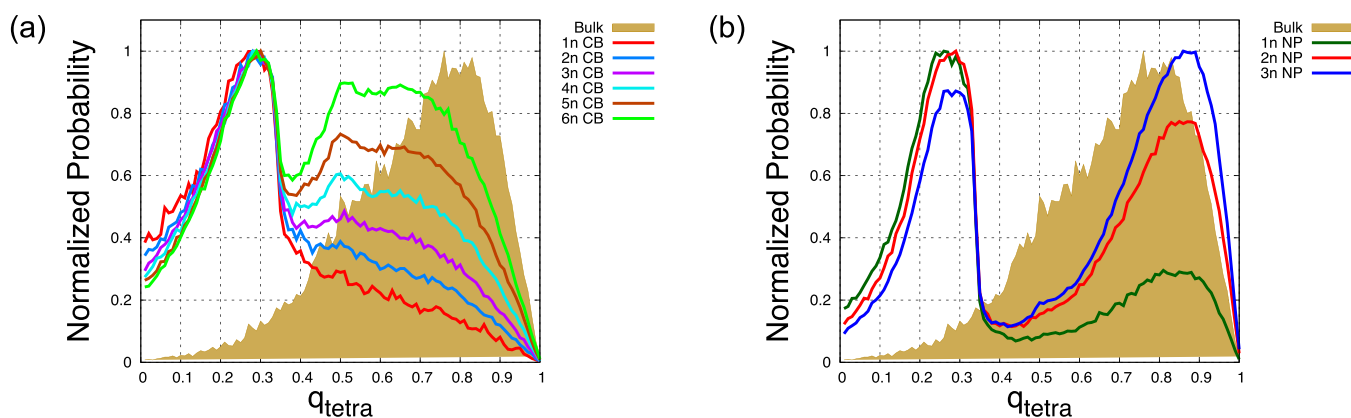 (a)
Normalized Probability
1
0.8
0.6
0.4
0.2
0
0 0.1 0.2 0.3 0.4 0.5 0.6 0.7 0.8 0.9 1
qtetra
Bulk
1n CB
2n CB
3n CB
4n CB
5n CB
6n CB
(b)
Normalized Probability
1
0.8
0.6
0.4
0.2
0
0 0.1 0.2 0.3 0.4 0.5 0.6 0.7 0.8 0.9 1
qtetra
Bulk
1n NP
2n NP
3n NP